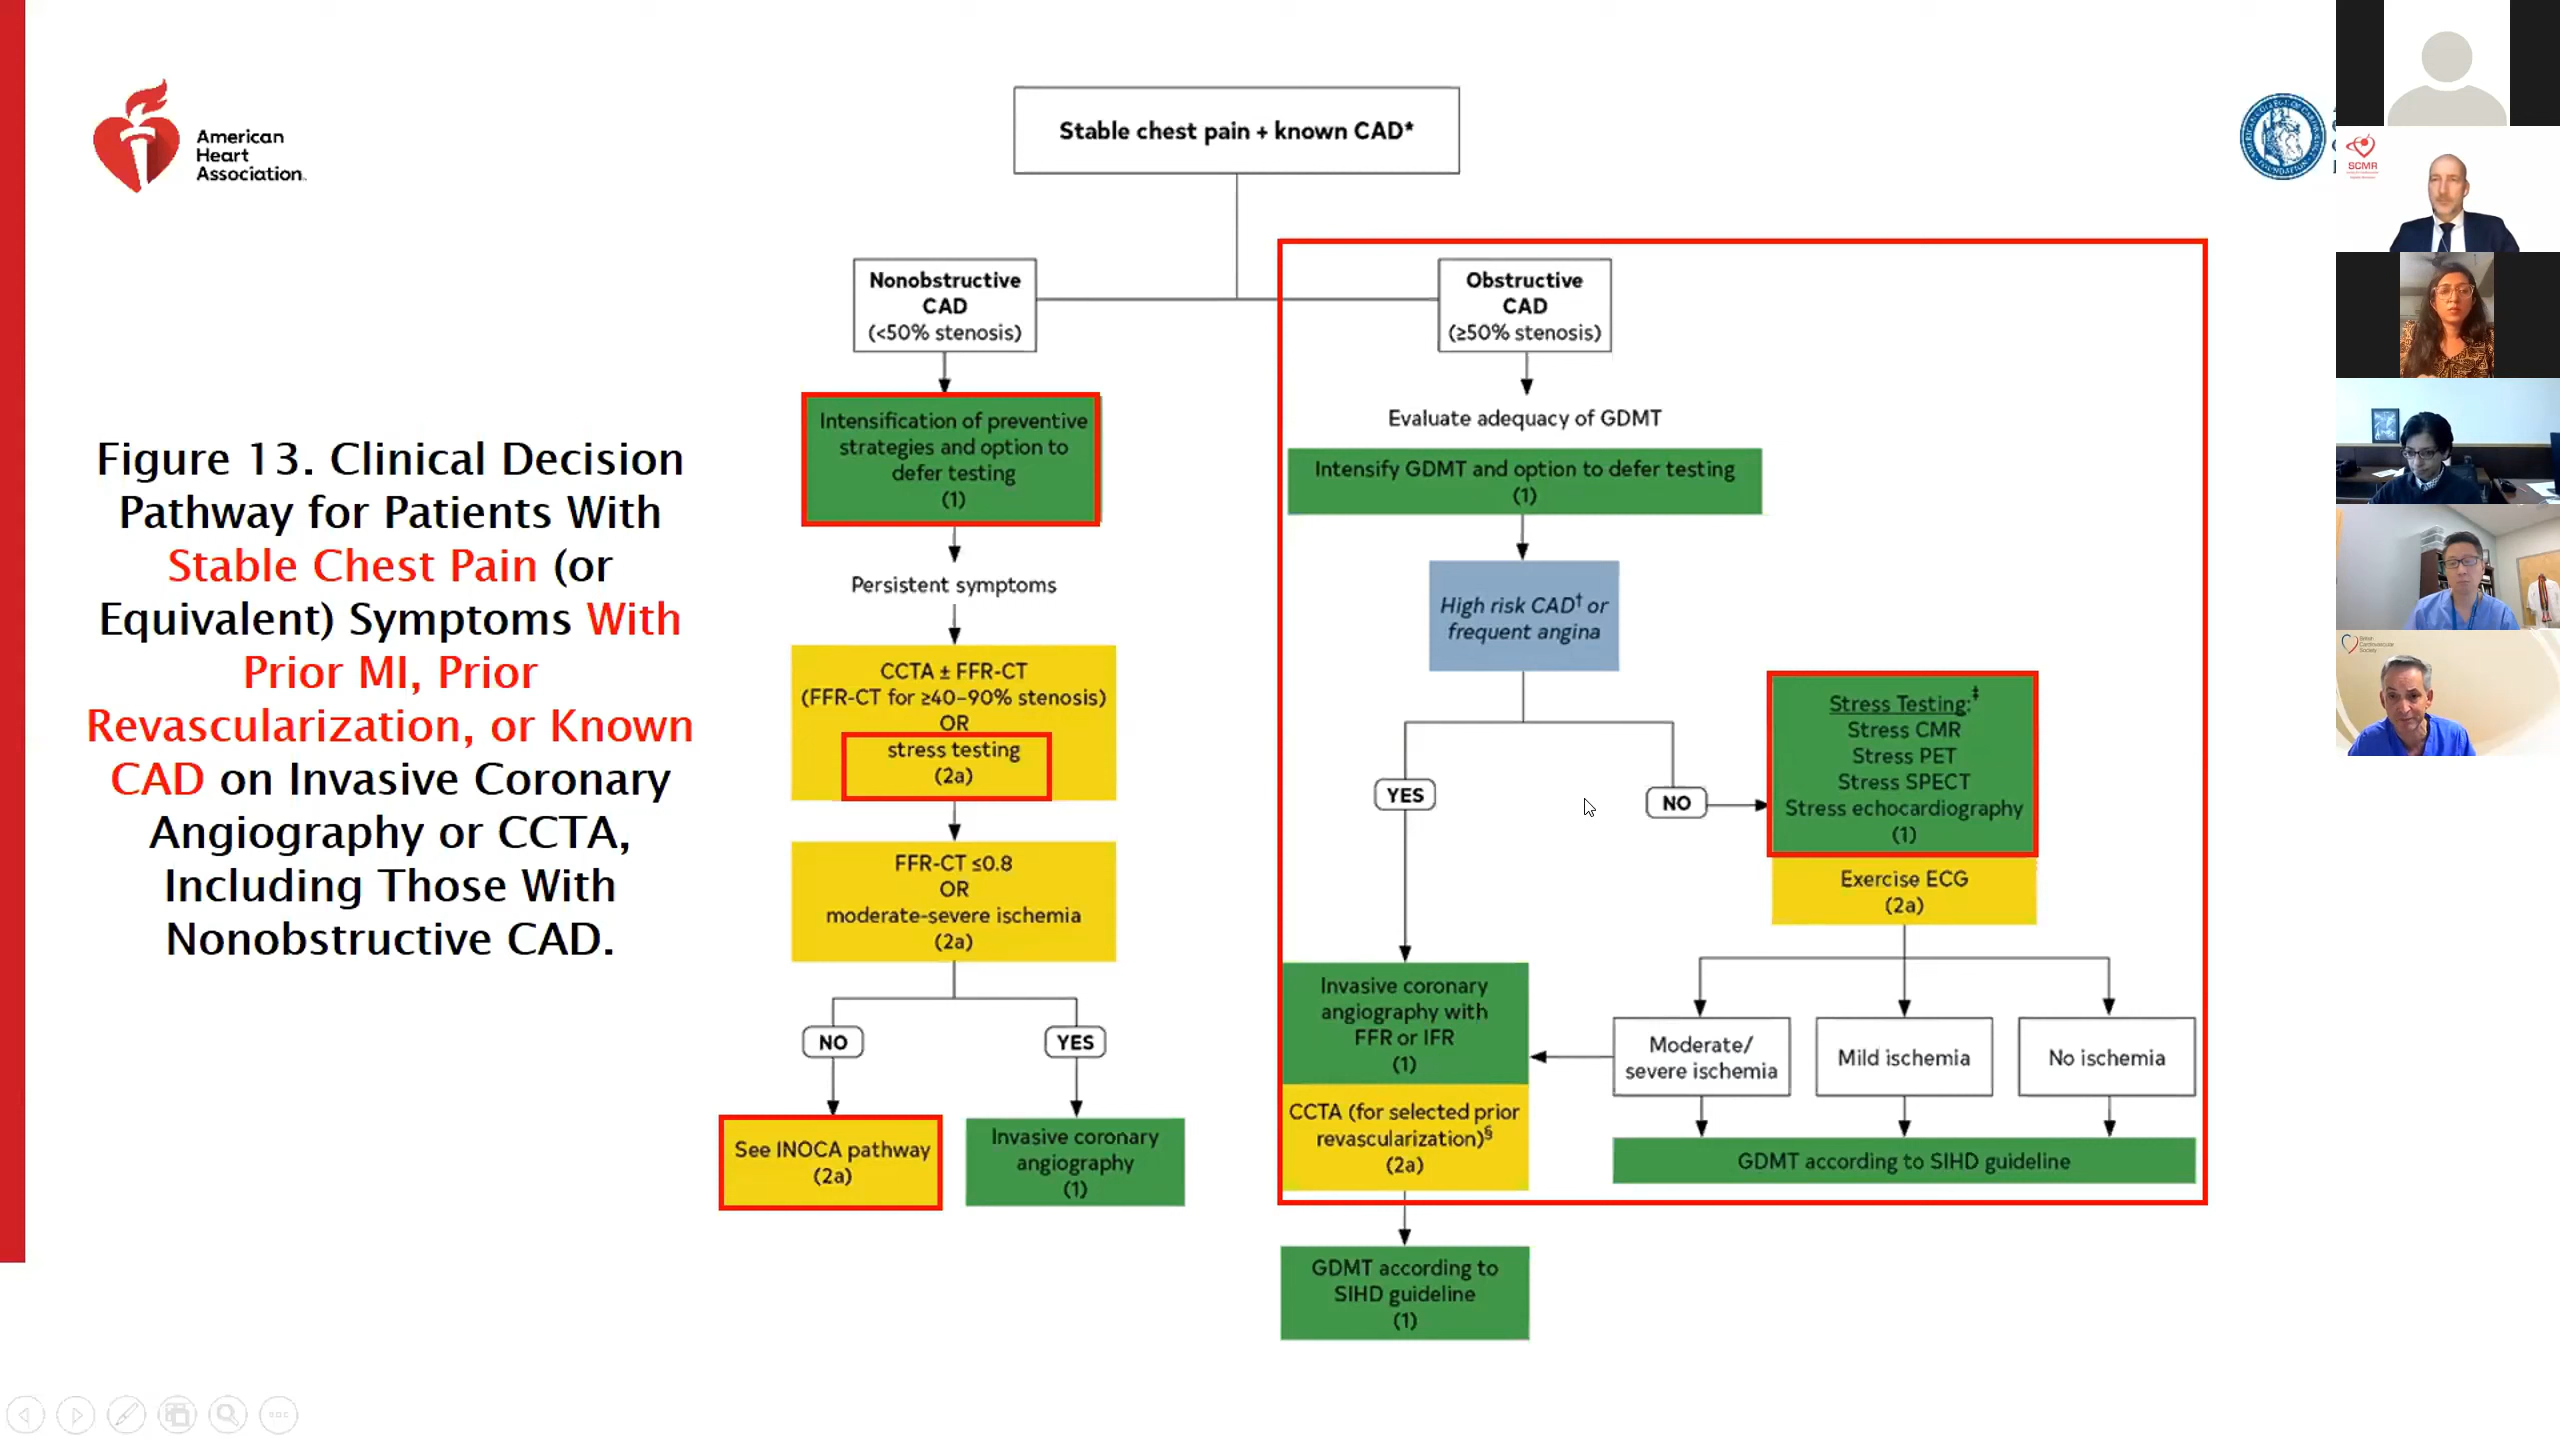 American
Heart
Association.
Figure 13. Clinical Decision
Pathway for Patients With
Stable Chest Pain (or
Equivalent) Symptoms With
Prior MI, Prior
Revascularization, or Known
CAD on Invasive Coronary
Angiography or CCTA,
Including Those With
Nonobstructive CAD.
Stable chest pain + known CAD*
Nonobstructive
CAD
(<50% stenosis)
Intensification of preventive
strategies and option to
defer testing
(1)
Persistent symptoms
CCTA ± FFR-CT
(FFR-CT for ≥40–90% stenosis)
OR
stress testing
(2a)
FFR-CT ≤0.8
OR
moderate-severe ischemia
(2a)
NO
YES
See INOCA pathway
(2a)
Invasive coronary
angiography
(1)
Obstructive
CAD
(≥50% stenosis)
Evaluate adequacy of GDMT
Intensify GDMT and option to defer testing
(1)
High risk CAD† or
frequent angina
YES
NO
Stress Testing:‡
Stress CMR
Stress PET
Stress SPECT
Stress echocardiography
(1)
Exercise ECG
(2a)
Invasive coronary
angiography with
FFR or IFR
(1)
CCTA (for selected prior
revascularization)§
(2a)
Moderate/
severe ischemia
Mild ischemia
No ischemia
GDMT according to SIHD guideline
GDMT according to
SIHD guideline
(1)
SCMR